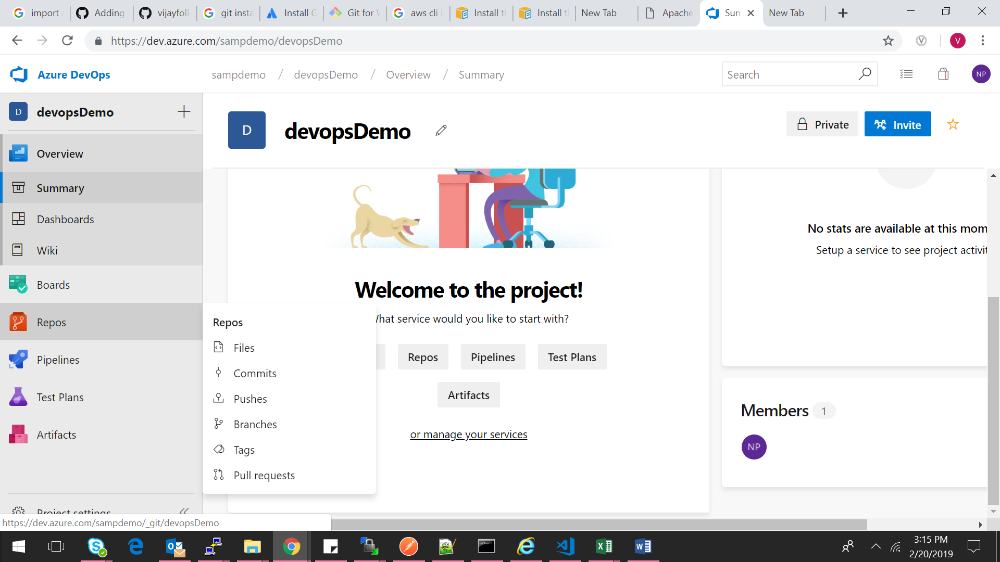 import a
Adding
vijayfoll
git insta
Install G
Git for W
aws cli i
Install th
Install th
New Tab
Apache
Sum
New Tab
https://dev.azure.com/sampdemo/devopsDemo
V
V
Azure DevOps
sampdemo / devopsDemo / Overview / Summary
Search
NP
D devopsDemo
D devopsDemo
Private
Invite
Overview
Summary
Dashboards
Wiki
Boards
Repos
Pipelines
Test Plans
Artifacts
Project settings
Repos
Files
Commits
Pushes
Branches
Tags
Pull requests
Welcome to the project!
What service would you like to start with?
Repos Pipelines Test Plans
Artifacts
or manage your services
No stats are available at this mom
Setup a service to see project activit
Members 1
NP
https://dev.azure.com/sampdemo/_git/devopsDemo
3:15 PM
2/20/2019